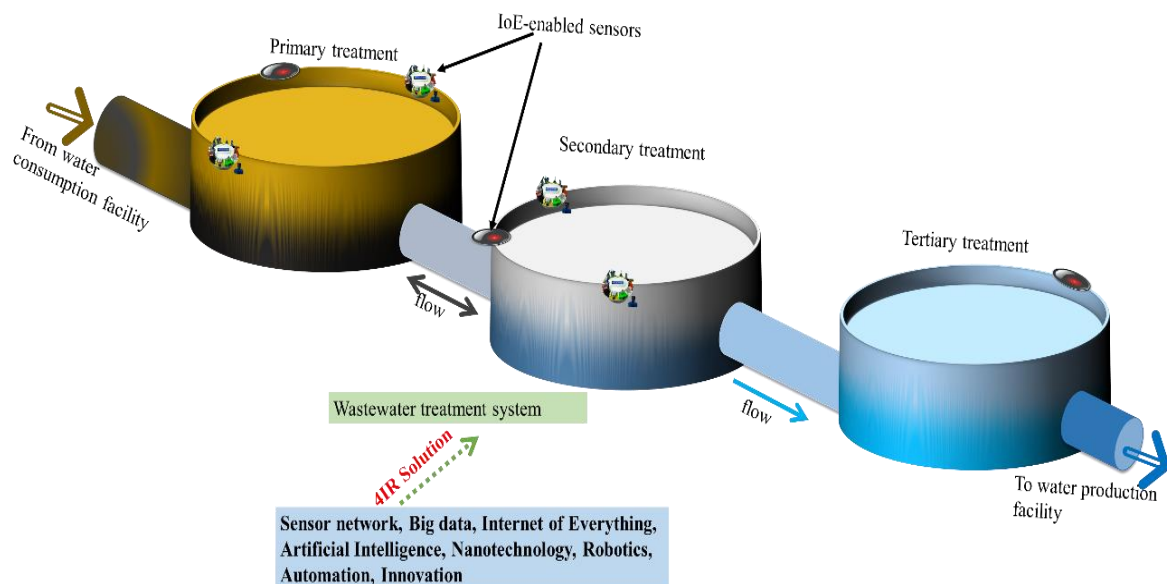 IoE-enabled sensors
Primary treatment
From water
consumption facility
Secondary treatment
Tertiary treatment
flow
flow
Wastewater treatment system
4IR Solution
To water production
facility
Sensor network, Big data, Internet of Everything,
Artificial Intelligence, Nanotechnology, Robotics,
Automation, Innovation